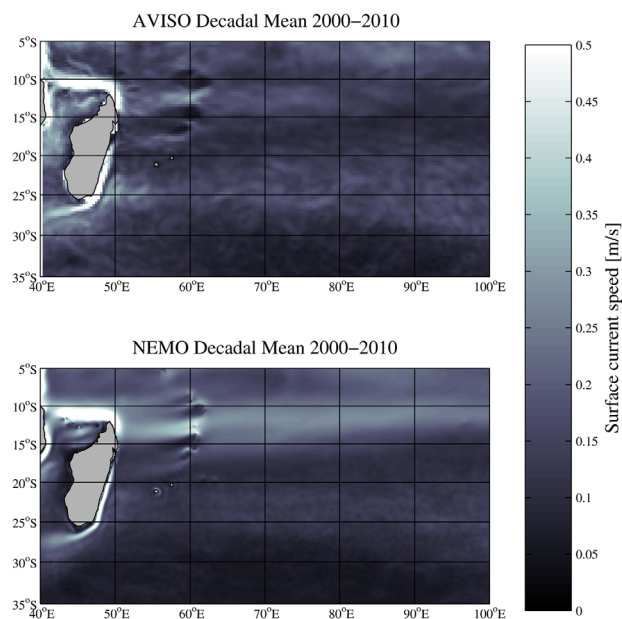 AVISO Decadal Mean 2000−2010
5°S
10°S
15°S
20°S
25°S
30°S
35°S
40°E 50°E 60°E 70°E 80°E 90°E 100°E
NEMO Decadal Mean 2000−2010
5°S
10°S
15°S
20°S
25°S
30°S
35°S
40°E 50°E 60°E 70°E 80°E 90°E 100°E
0.5
0.45
0.4
0.35
0.3
0.25
0.2
0.15
0.1
0.05
0
Surface current speed [m/s]